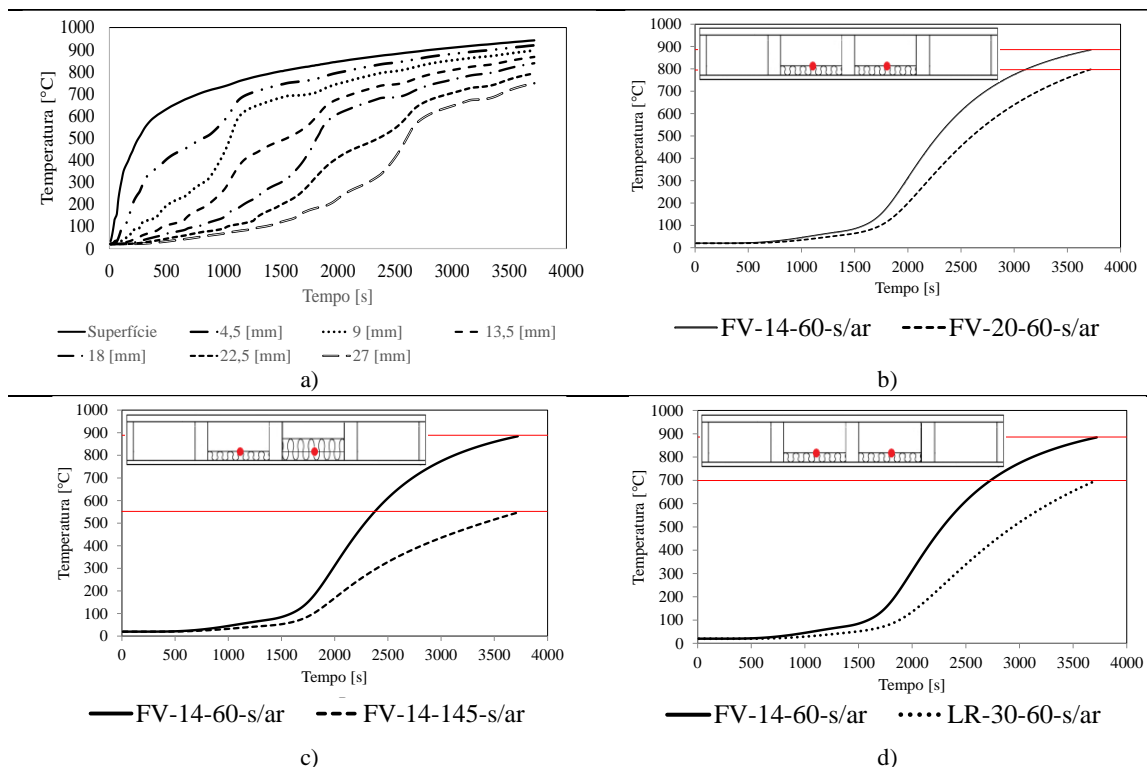 1000
900
800
700
600
500
400
300
200
100
0
Temperatura [°C]
0 500 1000 1500 2000 2500 3000 3500 4000
Tempo [s]
Superfície 4,5 [mm] 9 [mm] 13,5 [mm]
18 [mm] 22,5 [mm] 27 [mm]
a)
1000
900
800
700
600
500
400
300
200
100
0
Temperatura [°C]
0 500 1000 1500 2000 2500 3000 3500 4000
Tempo [s]
FV-14-60-s/ar FV-20-60-s/ar
b)
1000
900
800
700
600
500
400
300
200
100
0
Temperatura [°C]
0 500 1000 1500 2000 2500 3000 3500 4000
Tempo [s]
FV-14-60-s/ar FV-14-145-s/ar
c)
1000
900
800
700
600
500
400
300
200
100
0
Temperatura [°C]
0 500 1000 1500 2000 2500 3000 3500 4000
Tempo [s]
FV-14-60-s/ar LR-30-60-s/ar
d)